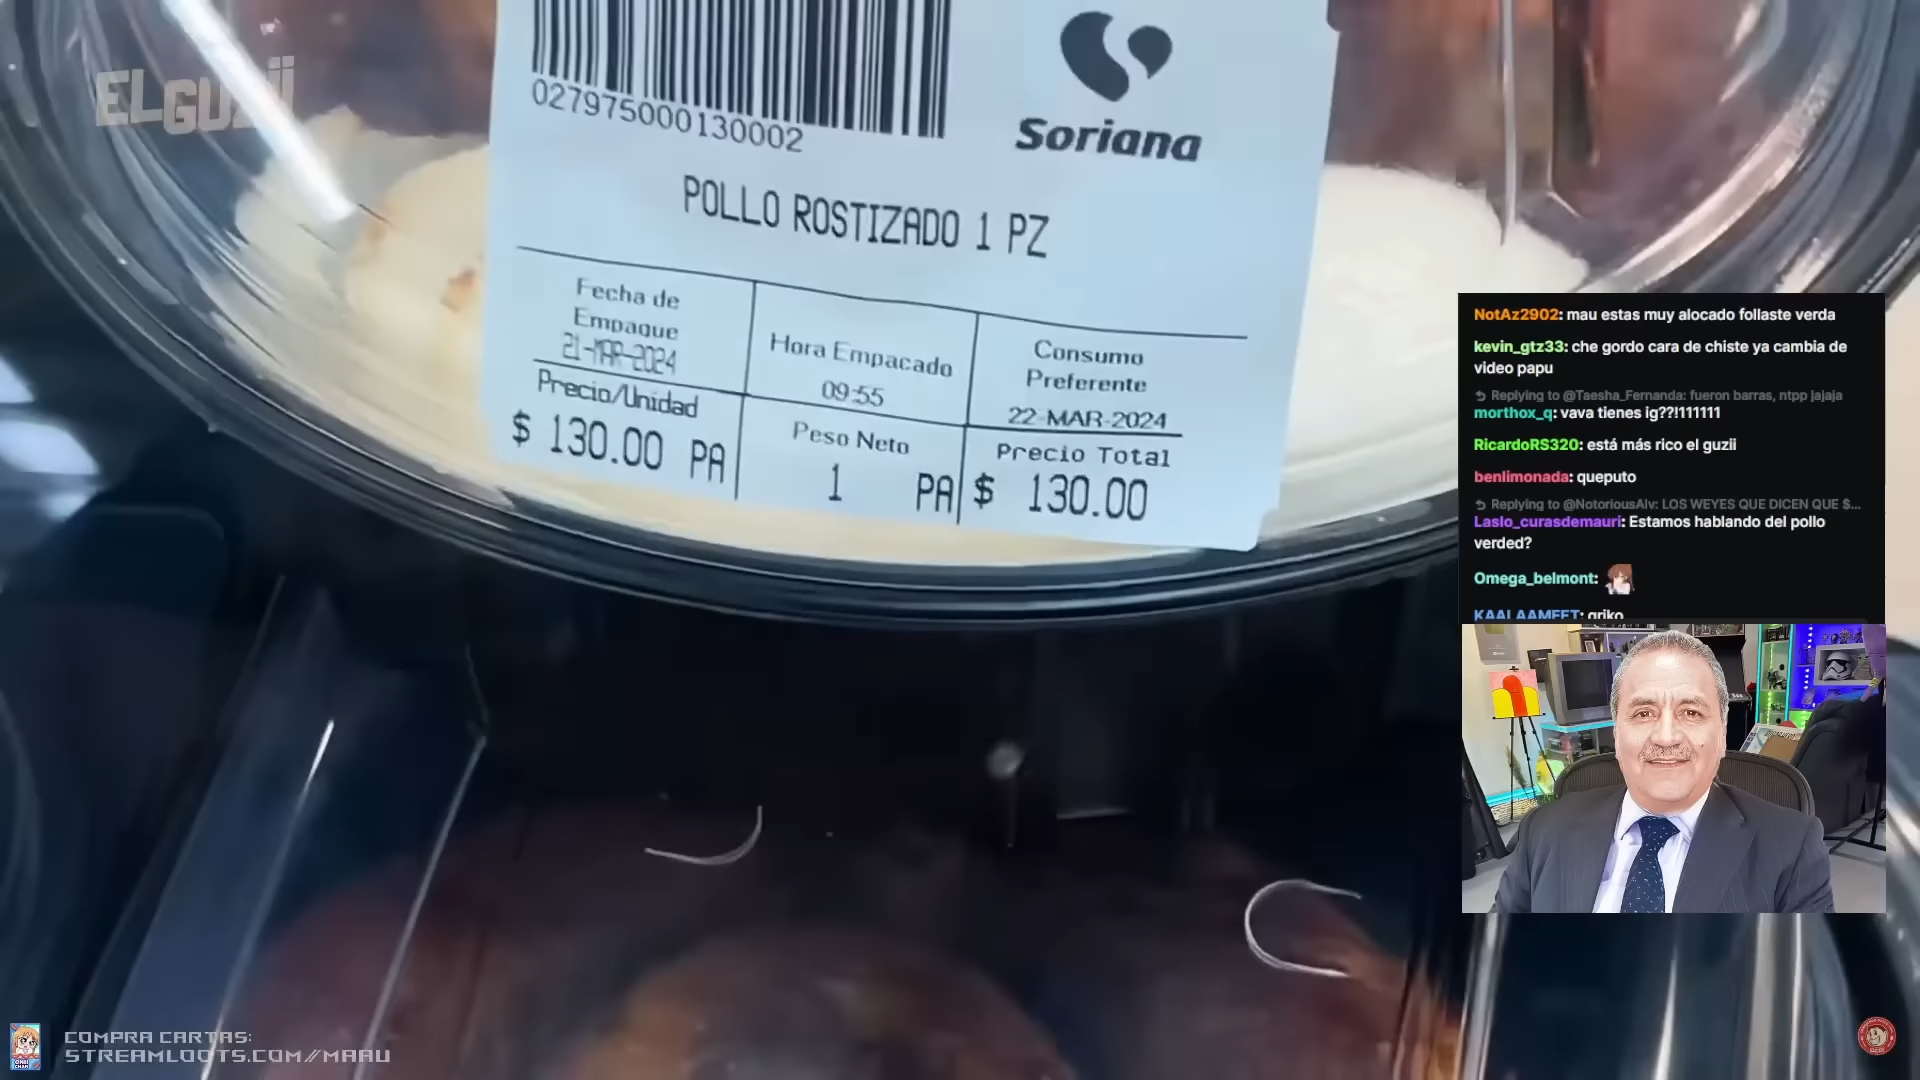 ELGUZII
027975000130002
Soriana
POLLO ROSTIZADO 1 PZ
Fecha de
Empaque
21-MAR-2024
Hora Empacado
09:55
Consumo
Preferente
22-MAR-2024
Precio/Unidad
$ 130.00 PA
Peso Neto
1 PA
Precio Total
$ 130.00
NotAz2902: mau estas muy alocado follaste verda
kevin_gtz33: che gordo cara de chiste ya cambia de
video papu
Replying to @Taesha_Fernanda: fueron barras, ntpp jajaja
morthox_q: vava tienes ig??!111111
RicardoRS320: está más rico el guzii
benlimonada: queputo
Replying to @NotoriousAlv: LOS WEYES QUE DICEN QUE $...
Laslo_curasdemauri: Estamos hablando del pollo
verded?
Omega_belmont:
KAALAAMEET: griko
COMPRA CARTAS:
STREAMLOOTS.COM/MAAU